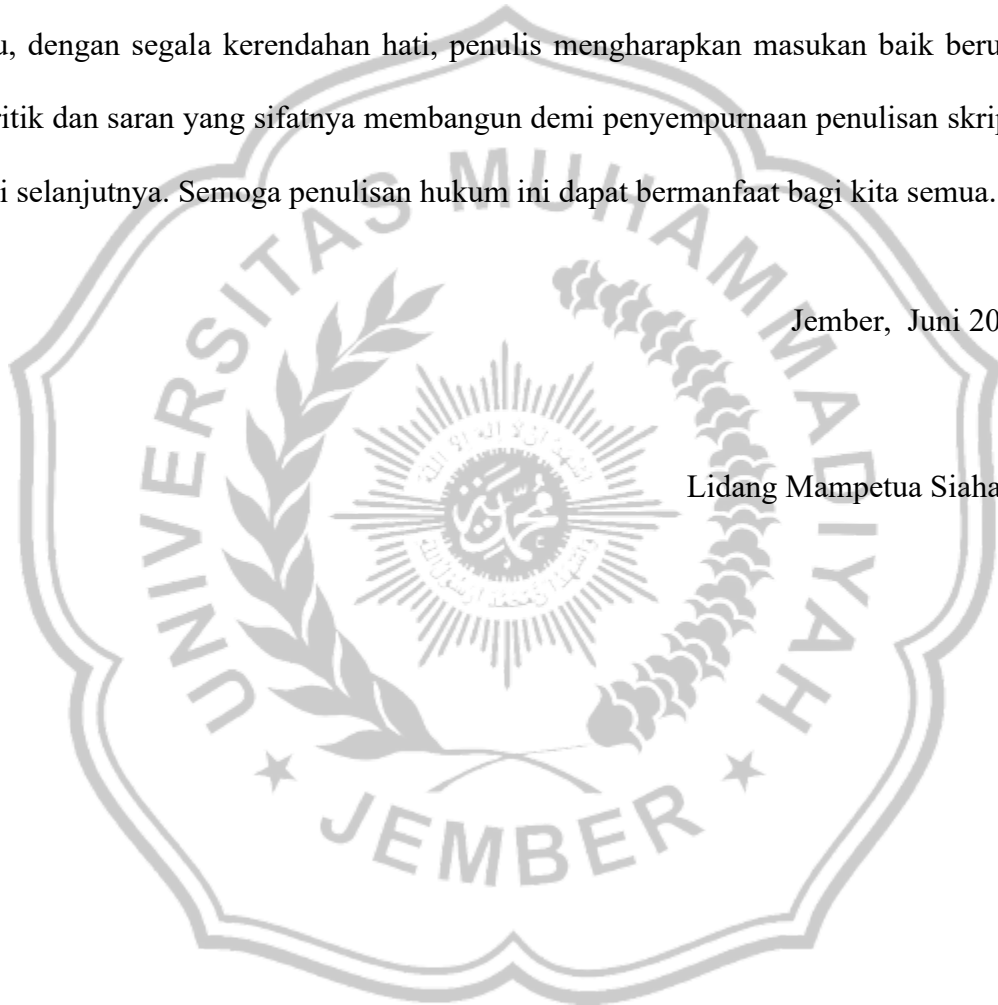 u, dengan segala kerendahan hati, penulis mengharapkan masukan baik beru
ritik dan saran yang sifatnya membangun demi penyempurnaan penulisan skrip
i selanjutnya. Semoga penulisan hukum ini dapat bermanfaat bagi kita semua.
Jember, Juni 20
Lidang Mampetua Siaha
UNIVERSITAS MUHAMMADIYAH
JEMBER